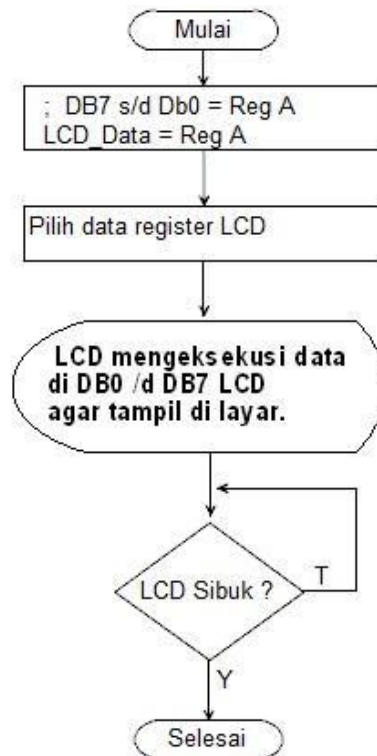 Mulai
; DB7 s/d Db0 = Reg A
LCD_Data = Reg A
Pilih data register LCD
LCD mengeksekusi data
di DB0 /d DB7 LCD
agar tampil di layar.
LCD Sibuk ?
T
Y
Selesai